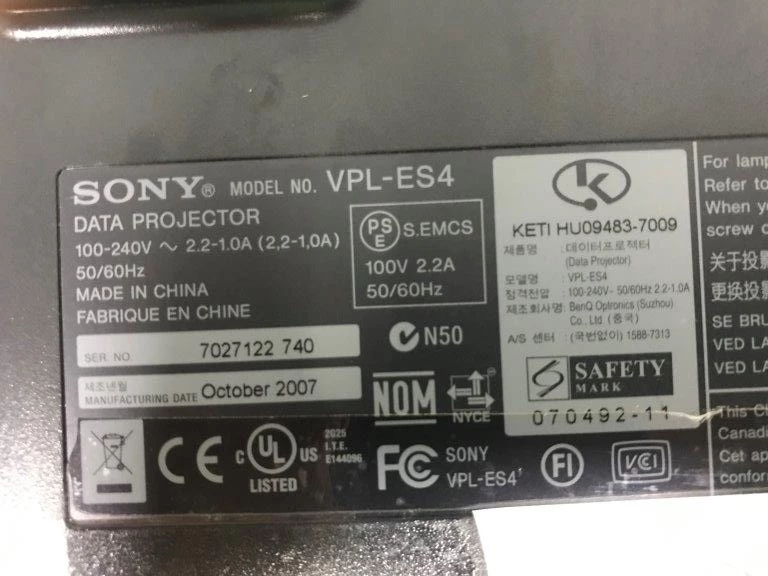 SONY® MODEL NO. VPL-ES4
DATA PROJECTOR
100-240V ～ 2.2-1.0A (2,2-1,0A)
50/60Hz
MADE IN CHINA
FABRIQUE EN CHINE
SER. NO. 7027122 740
제조년월
MANUFACTURING DATE October 2007
PSE S.EMCS
100V 2.2A
50/60Hz
N50
NOM
NYCE
CE
C UL US
LISTED
2025
I.T.E.
E144096
FC SONY
VPL-ES4
FI
VCI
K
KETI HU09483-7009
제품명 : 데이터프로젝터
(Data Projector)
모델명 : VPL-ES4
정격전압 : 100-240V~ 50/60Hz 2.2-1.0A
제조회사명: BenQ Optronics (Suzhou)
Co., Ltd. (중국)
A/S 센터 : (국번없이) 1588-7313
SAFETY
MARK
070492-11
For lamp
Refer to
When yo
screw
关于投影
更换投影
SE BRU
VED LA
VED LA
This Cl
Canadi
Cet ap
conform